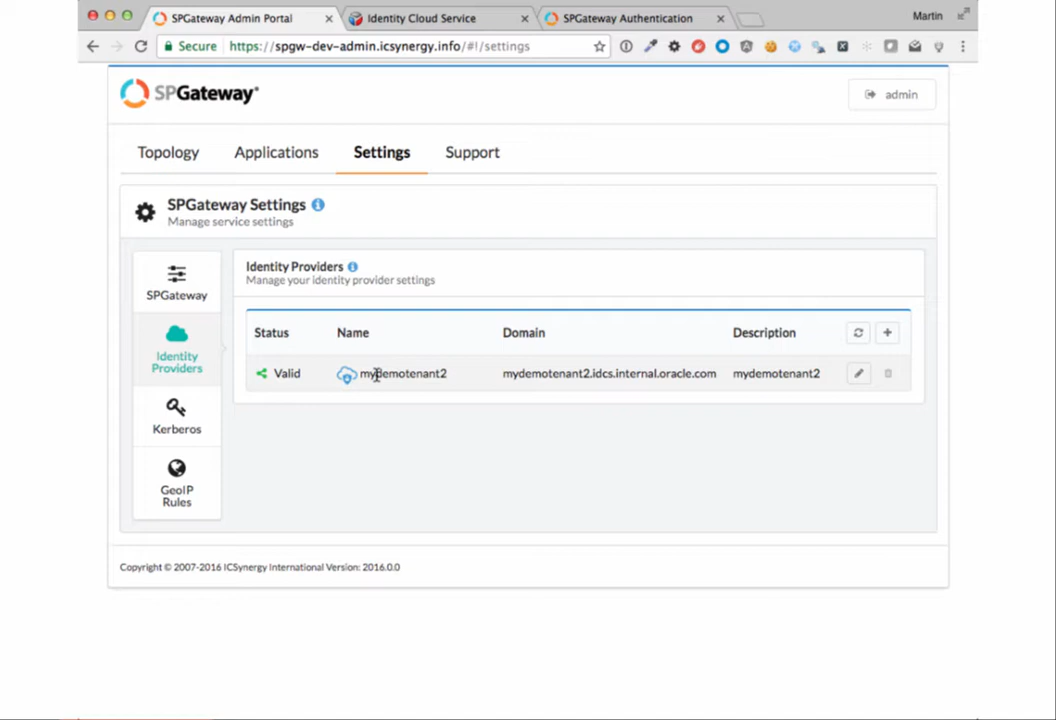 SPGateway Admin Portal
Identity Cloud Service
SPGateway Authentication
Martin
Secure
https://spgw-dev-admin.icsynergy.info/#!/settings
SPGateway
admin
Topology
Applications
Settings
Support
SPGateway Settings
Manage service settings
SPGateway
Identity
Providers
Kerberos
GeoIP
Rules
Identity Providers
Manage your identity provider settings
Status
Name
Domain
Description
Valid
mydemotenant2
mydemotenant2.idcs.internal.oracle.com
mydemotenant2
Copyright © 2007-2016 ICSynergy International Version: 2016.0.0